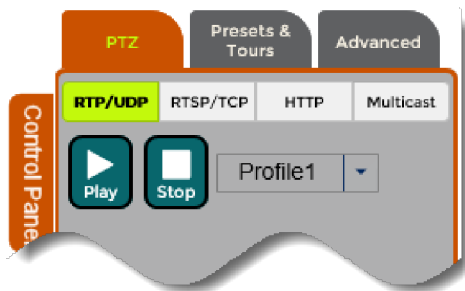 PTZ
Presets &
Tours
Advanced
RTP/UDP
RTSP/TCP
HTTP
Multicast
Control Pane
Play
Stop
Profile1